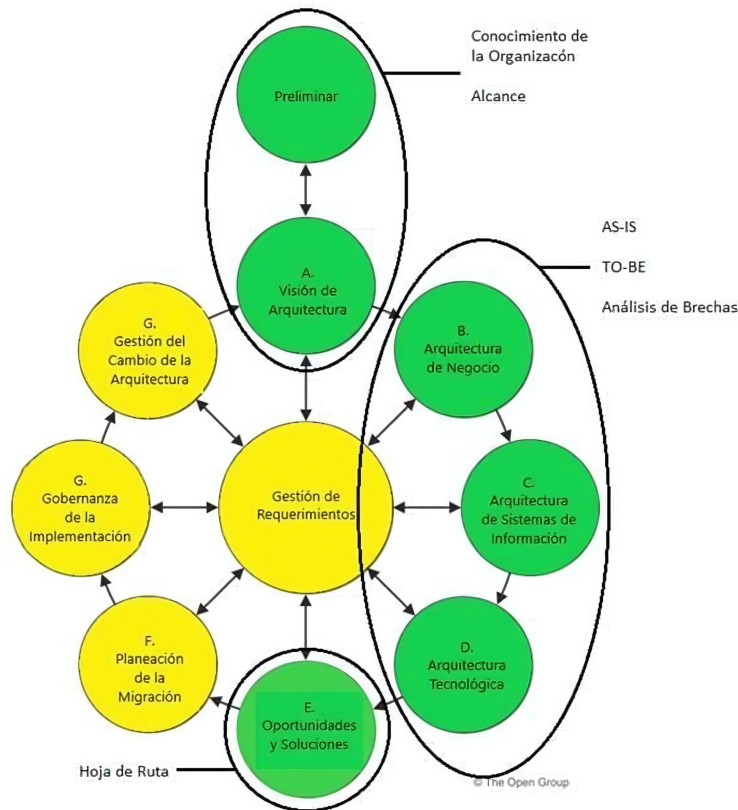 Conocimiento de
la Organizacón
Alcance
Preliminar
A.
Visión de
Arquitectura
AS-IS
TO-BE
Análisis de Brechas
B.
Arquitectura
de Negocio
C.
Arquitectura
de Sistemas de
Información
D.
Arquitectura
Tecnológica
E.
Oportunidades
y Soluciones
Hoja de Ruta
F.
Planeación
de la
Migración
G.
Gobernanza
de la
Implementación
G.
Gestión del
Cambio de la
Arquitectura
Gestión de
Requerimientos
© The Open Group